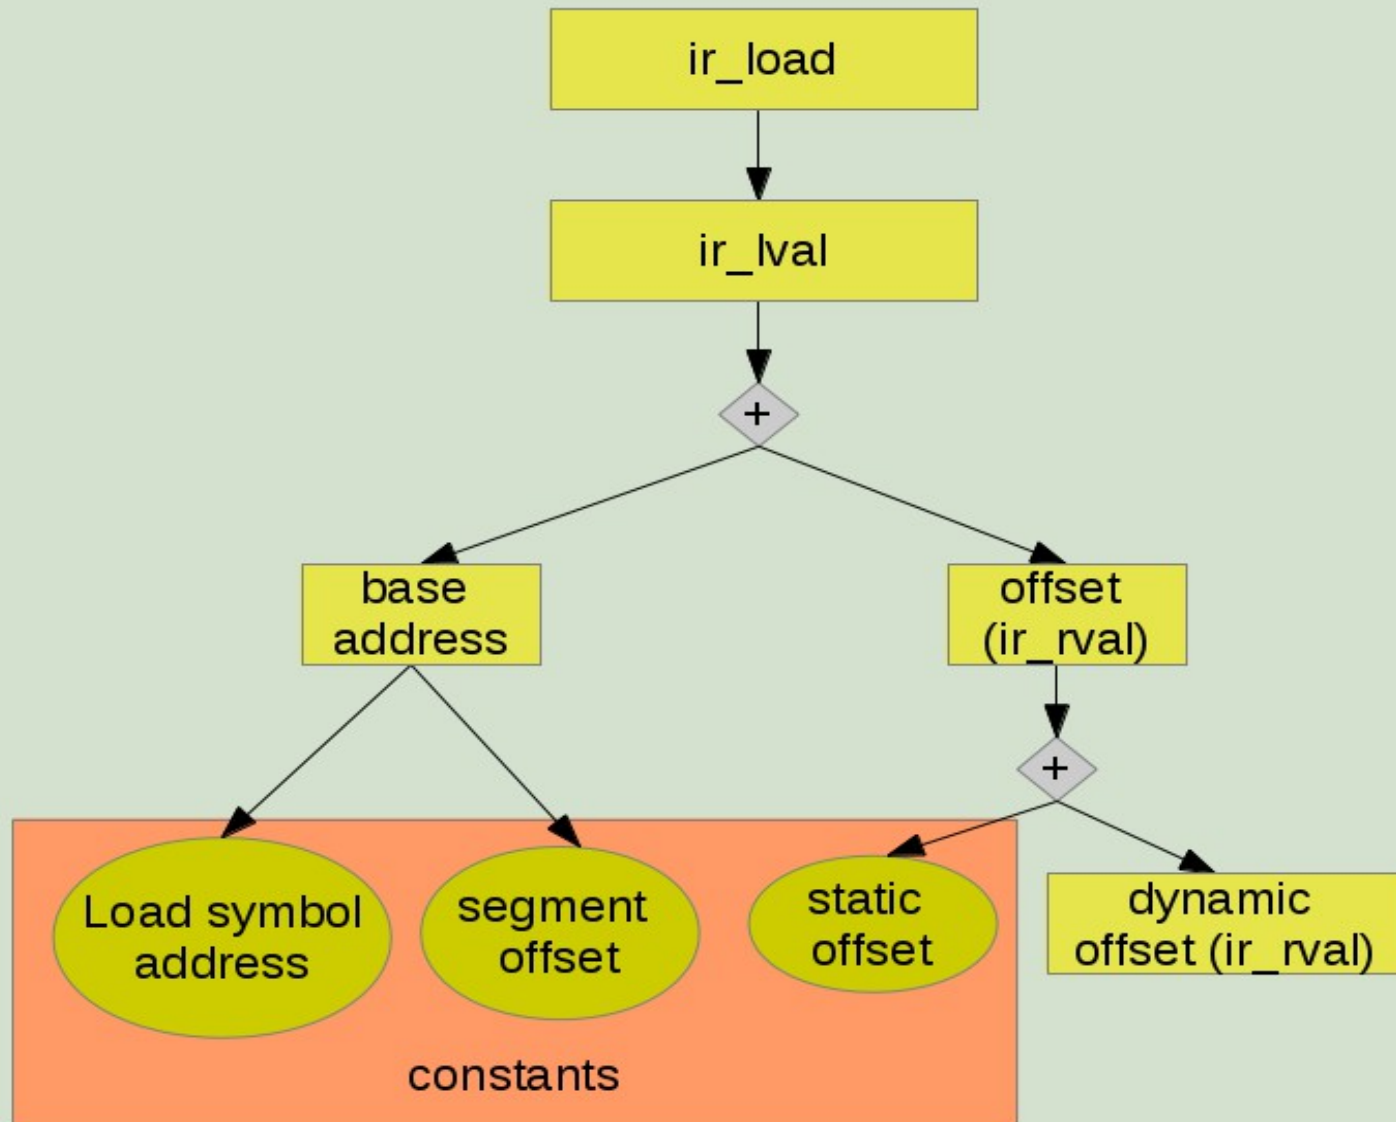 ir_load
ir_lval
+
base
address
offset
(ir_rval)
+
Load symbol
address
segment
offset
static
offset
dynamic
offset (ir_rval)
constants